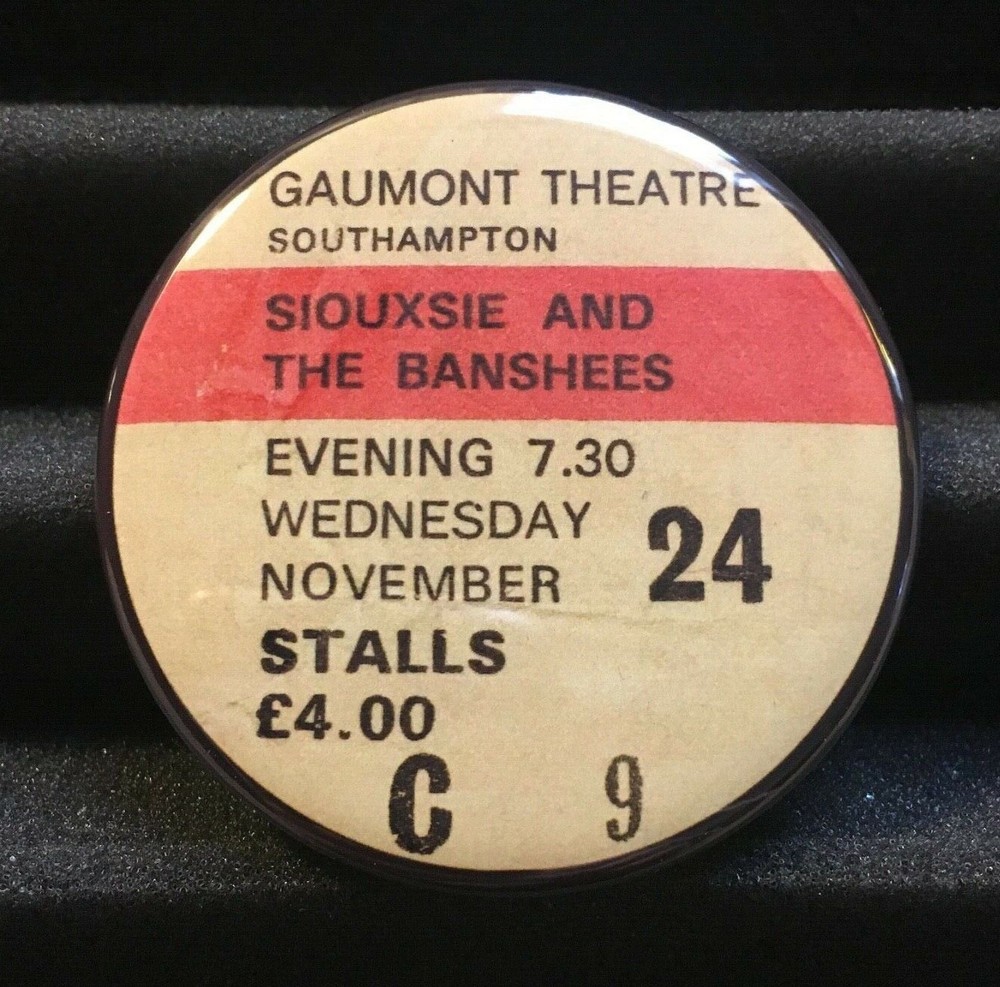 GAUMONT THEATRE
SOUTHAMPTON
SIOUXSIE AND
THE BANSHEES
EVENING 7.30
WEDNESDAY
NOVEMBER 24
STALLS
£4.00
C 9